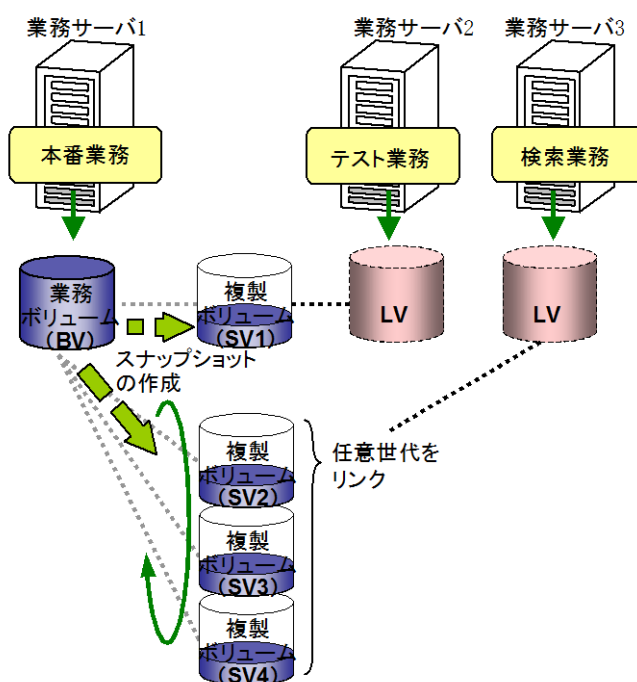 業務サーバ1
業務サーバ2
業務サーバ3
本番業務
テスト業務
検索業務
業務
ボリューム
(BV)
複製
ボリューム
(SV1)
LV
LV
スナップショット
の作成
複製
ボリューム
(SV2)
複製
ボリューム
(SV3)
複製
ボリューム
(SV4)
任意世代を
リンク